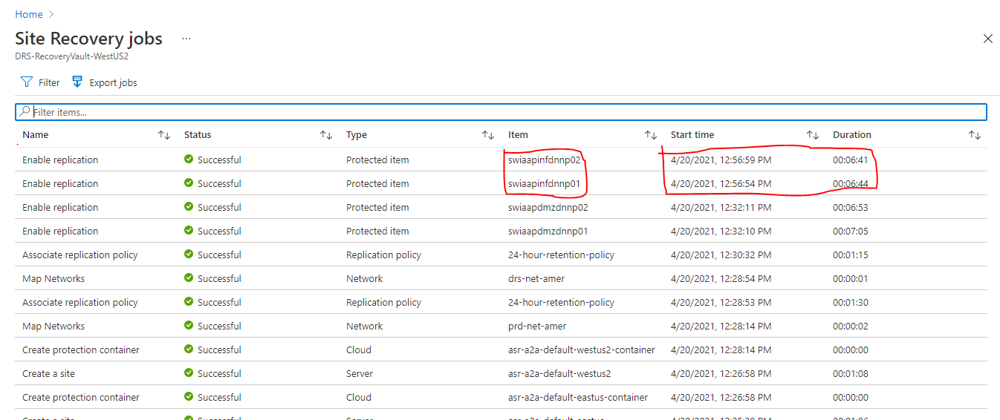 Home
Site Recovery jobs ...
DRS-RecoveryVault-WestUS2
Filter Export jobs
Filter items...
Name Status Type Item Start time Duration
Enable replication Successful Protected item swiaapinfdnnp02 4/20/2021, 12:56:59 PM 00:06:41
Enable replication Successful Protected item swiaapinfdnnp01 4/20/2021, 12:56:54 PM 00:06:44
Enable replication Successful Protected item swiaapdmzdnnp02 4/20/2021, 12:32:11 PM 00:06:53
Enable replication Successful Protected item swiaapdmzdnnp01 4/20/2021, 12:32:10 PM 00:07:05
Associate replication policy Successful Replication policy 24-hour-retention-policy 4/20/2021, 12:30:32 PM 00:01:15
Map Networks Successful Network drs-net-amer 4/20/2021, 12:28:54 PM 00:00:01
Associate replication policy Successful Replication policy 24-hour-retention-policy 4/20/2021, 12:28:53 PM 00:01:30
Map Networks Successful Network prd-net-amer 4/20/2021, 12:28:14 PM 00:00:02
Create protection container Successful Cloud asr-a2a-default-westus2-container 4/20/2021, 12:28:14 PM 00:00:00
Create a site Successful Server asr-a2a-default-westus2 4/20/2021, 12:26:58 PM 00:01:08
Create protection container Successful Cloud asr-a2a-default-eastus-container 4/20/2021, 12:26:58 PM 00:00:00
Create a site Successful Server asr-a2a-default-eastus